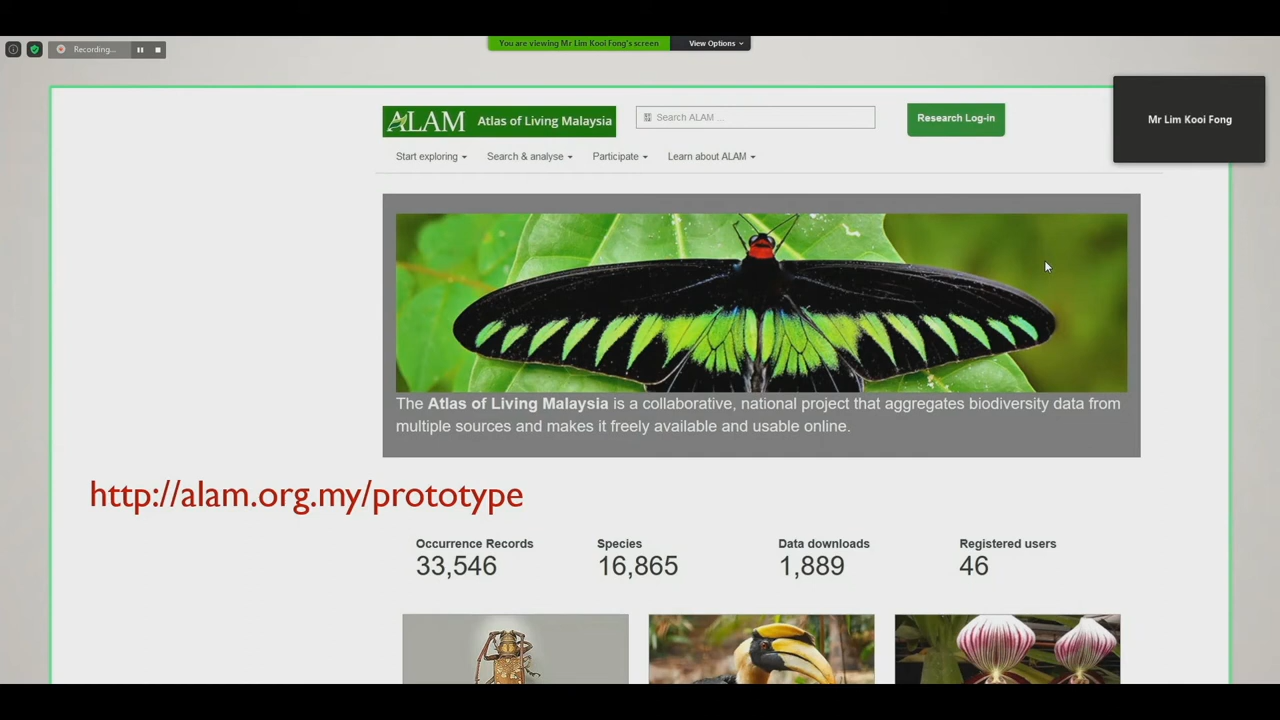 Recording...
You are viewing Mr Lim Kooi Fong's screen
View Options
ALAM Atlas of Living Malaysia
Search ALAM ...
Research Log-in
Mr Lim Kooi Fong
Start exploring
Search & analyse
Participate
Learn about ALAM
The Atlas of Living Malaysia is a collaborative, national project that aggregates biodiversity data from
multiple sources and makes it freely available and usable online.
http://alam.org.my/prototype
Occurrence Records
33,546
Species
16,865
Data downloads
1,889
Registered users
46